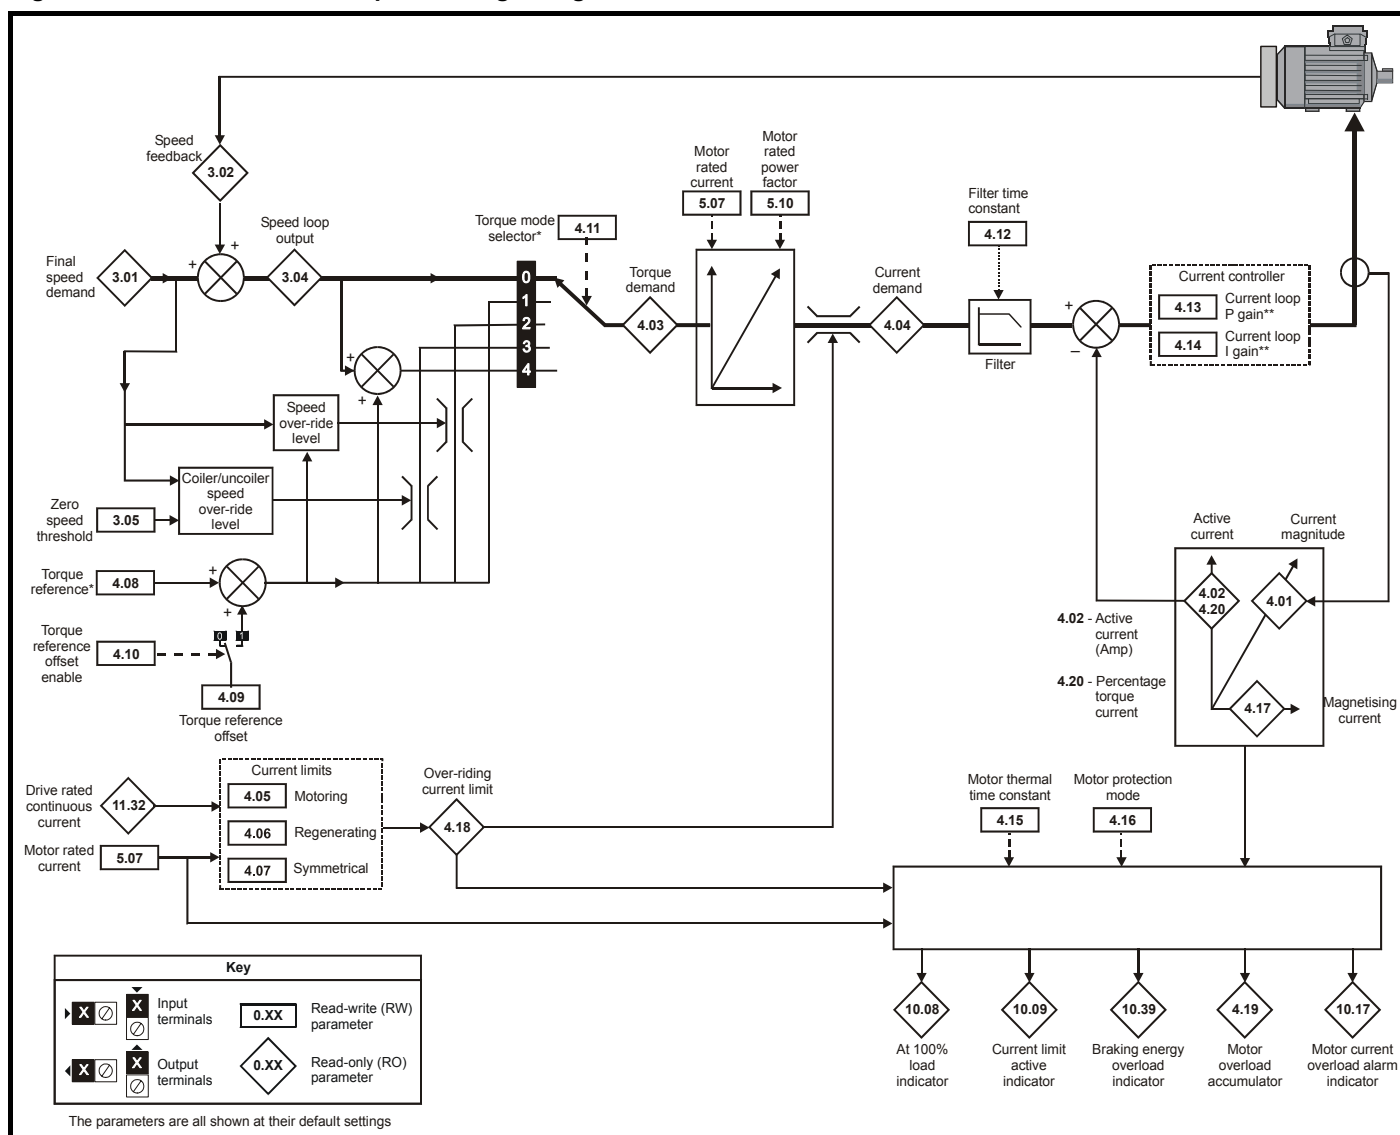 Speed
feedback
3.02
+
Final
speed
demand
3.01
+
Speed loop
output
3.04
Torque mode
selector*
4.11
0
1
2
3
4
+
+
Torque
demand
4.03
Motor
rated
current
5.07
Motor
rated
power
factor
5.10
Current
demand
4.04
Filter time
constant
4.12
Filter
+
–
Current controller
4.13
Current loop
P gain**
4.14
Current loop
I gain**
Speed
over-ride
level
Coiler/uncoiler
speed
over-ride
level
Zero
speed
threshold
3.05
Torque
reference*
4.08
+
+
0
1
Torque
reference
offset
enable
4.10
4.09
Torque reference
offset
Active
current
Current
magnitude
4.02
4.20
4.01
4.17
Magnetising
current
4.02 - Active
current
(Amp)
4.20 - Percentage
torque
current
Drive rated
continuous
current
11.32
Motor rated
current
5.07
Current limits
4.05
Motoring
4.06
Regenerating
4.07
Symmetrical
Over-riding
current limit
4.18
Motor thermal
time constant
4.15
Motor protection
mode
4.16
10.08
At 100%
load
indicator
10.09
Current limit
active
indicator
10.39
Braking energy
overload
indicator
4.19
Motor
overload
accumulator
10.17
Motor current
overload alarm
indicator
Key
X
X
Input
terminals
0.XX
Read-write (RW)
parameter
X
X
Output
terminals
0.XX
Read-only (RO)
parameter
The parameters are all shown at their default settings